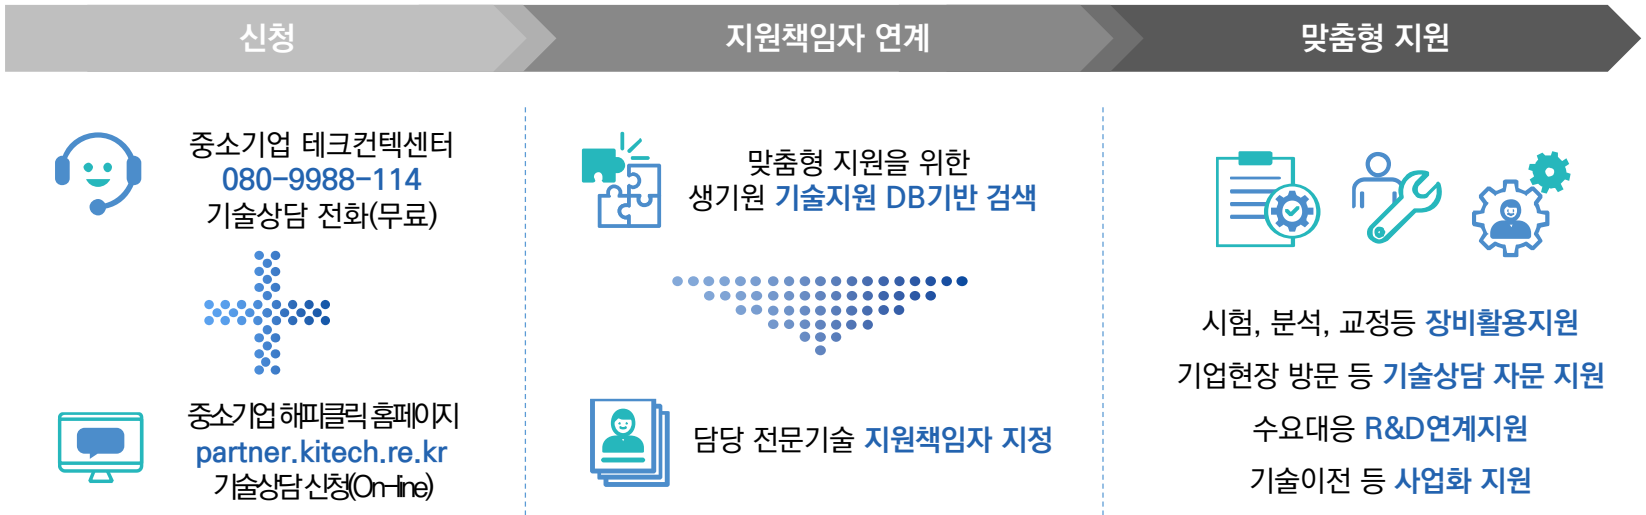 신청
지원책임자 연계
맞춤형 지원
중소기업 테크컨텍센터
080-9988-114
기술상담 전화(무료)
중소기업 해피클릭 홈페이지
partner.kitech.re.kr
기술상담 신청(On-line)
맞춤형 지원을 위한
생기원 기술지원 DB기반 검색
담당 전문기술 지원책임자 지정
시험, 분석, 교정등 장비활용지원
기업현장 방문 등 기술상담 자문 지원
수요대응 R&D연계지원
기술이전 등 사업화 지원